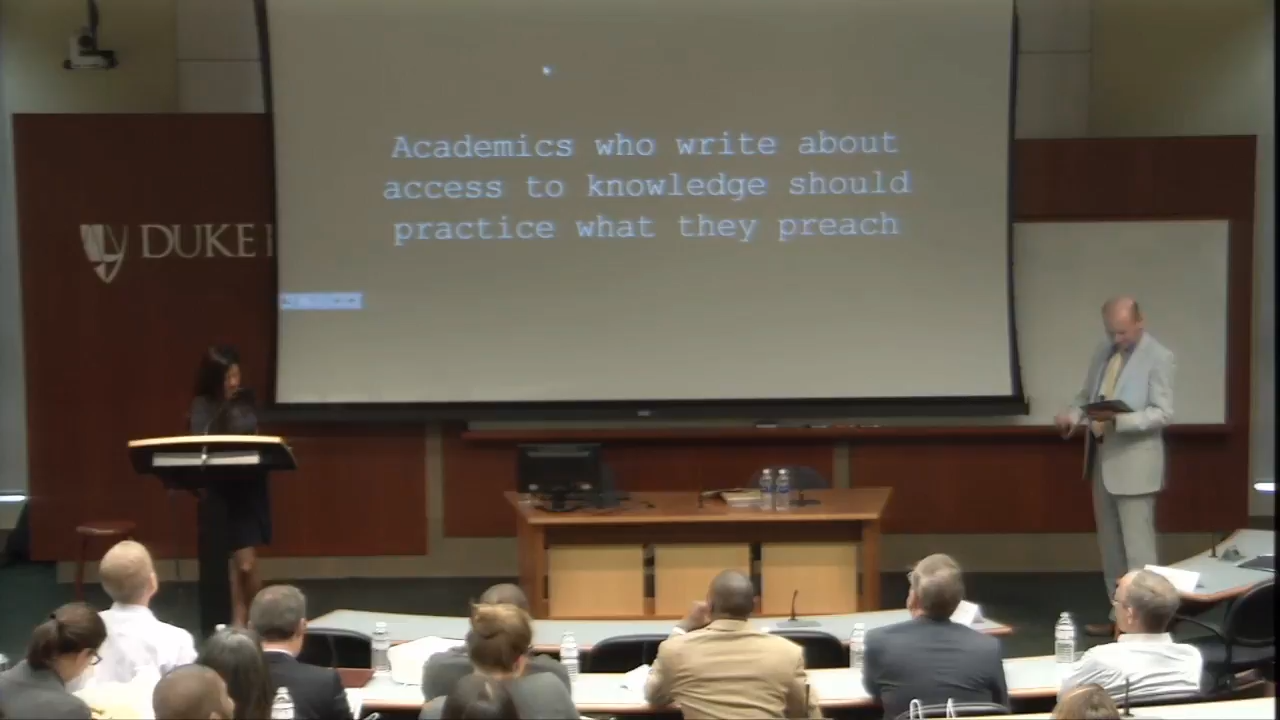 Academics who write about
access to knowledge should
practice what they preach
DUKE